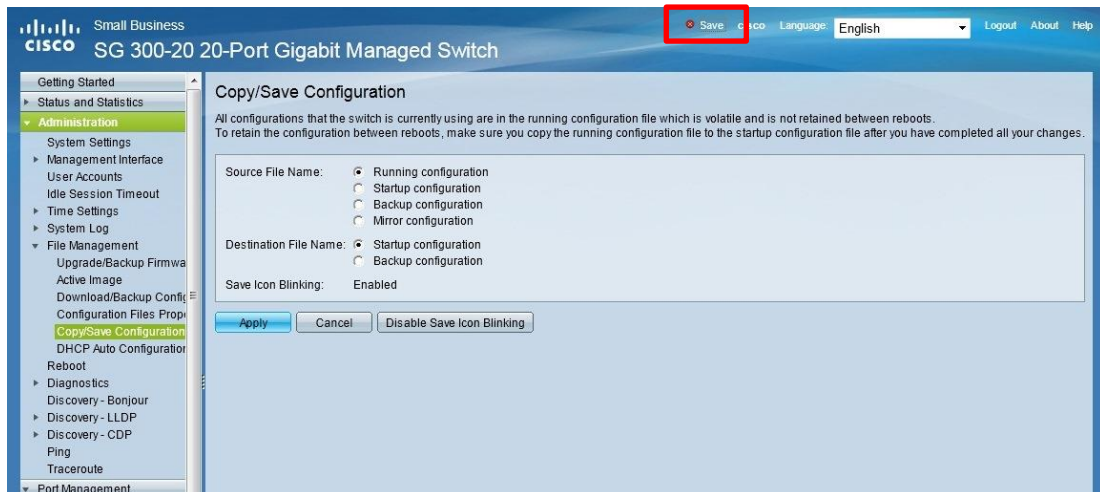 Small Business
cisco SG 300-20 20-Port Gigabit Managed Switch
Save cisco Language: English Logout About Help
Getting Started
Status and Statistics
Administration
System Settings
Management Interface
User Accounts
Idle Session Timeout
Time Settings
System Log
File Management
Upgrade/Backup Firmwa
Active Image
Download/Backup Config
Configuration Files Prop
Copy/Save Configuration
DHCP Auto Configuration
Reboot
Diagnostics
Discovery - Bonjour
Discovery - LLDP
Discovery - CDP
Ping
Traceroute
Port Management
Copy/Save Configuration
All configurations that the switch is currently using are in the running configuration file which is volatile and is not retained between reboots.
To retain the configuration between reboots, make sure you copy the running configuration file to the startup configuration file after you have completed all your changes.
Source File Name: Running configuration
Startup configuration
Backup configuration
Mirror configuration
Destination File Name: Startup configuration
Backup configuration
Save Icon Blinking: Enabled
Apply Cancel Disable Save Icon Blinking